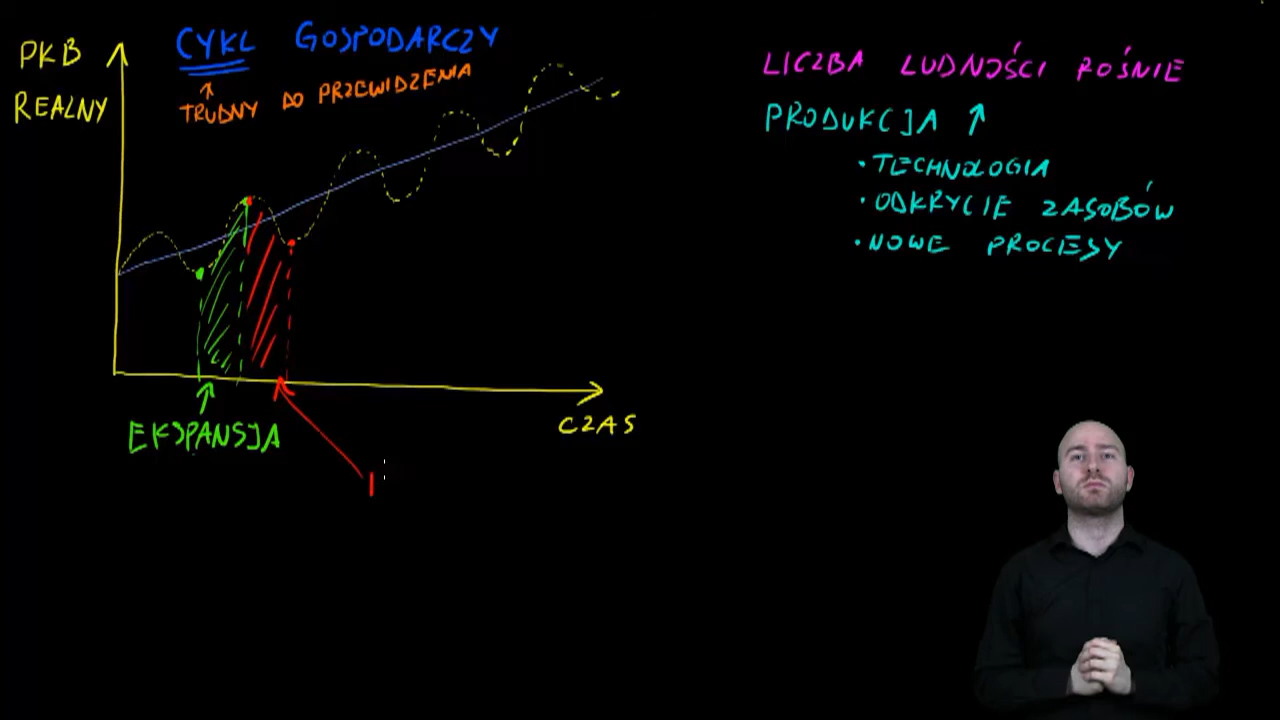 PKB
REALNY
CYKL GOSPODARCZY
TRUDNY DO PRZEWIDZENIA
EKSPANSJA
CZAS
LICZBA LUDNOŚCI ROŚNIE
PRODUKCJA ↑
• TECHNOLOGIA
• ODKRYCIE ZASOBÓW
• NOWE PROCESY